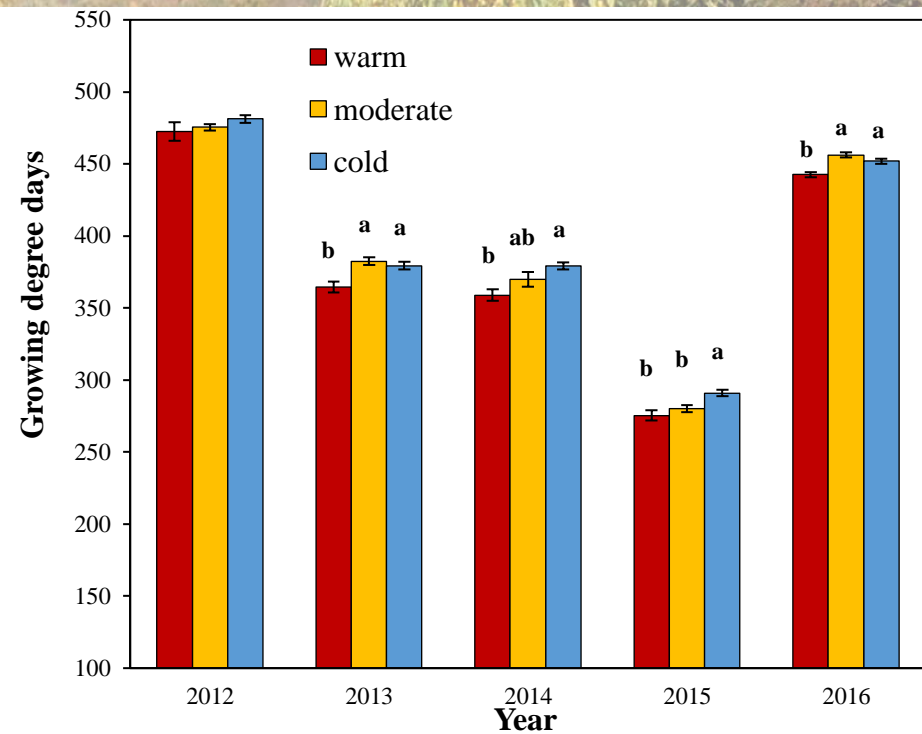 550
500
450
400
350
300
250
200
150
100
Growing degree days
warm
moderate
cold
b a a
b ab a
b b a
b a a
2012 2013 2014 2015 2016
Year